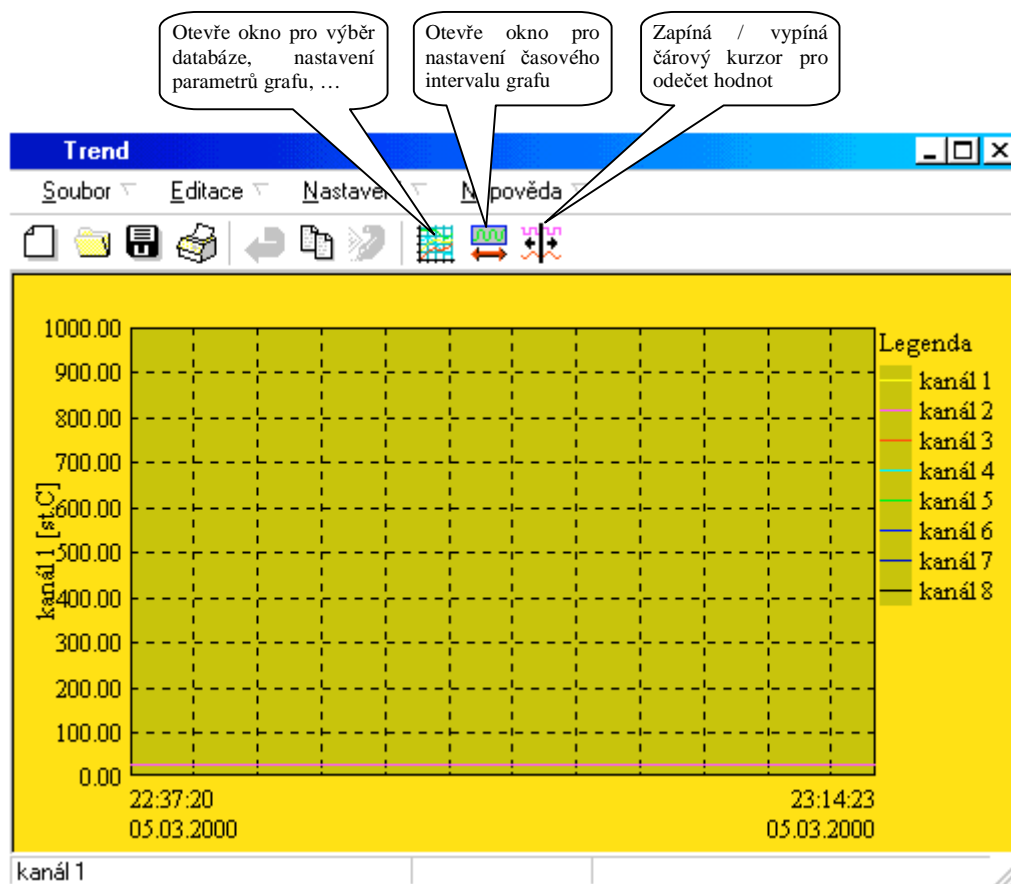 Otevře okno pro výběr
databáze, nastavení
parametrů grafu, …
Otevře okno pro
nastavení časového
intervalu grafu
Zapíná / vypíná
čárový kurzor pro
odečet hodnot
Trend
Soubor Editace Nápověda
1000.00
900.00
800.00
700.00
600.00
500.00
400.00
300.00
200.00
100.00
0.00
kanál 1 [st.C]
22:37:20
05.03.2000
23:14:23
05.03.2000
Legenda
kanál 1
kanál 2
kanál 3
kanál 4
kanál 5
kanál 6
kanál 7
kanál 8
kanál 1